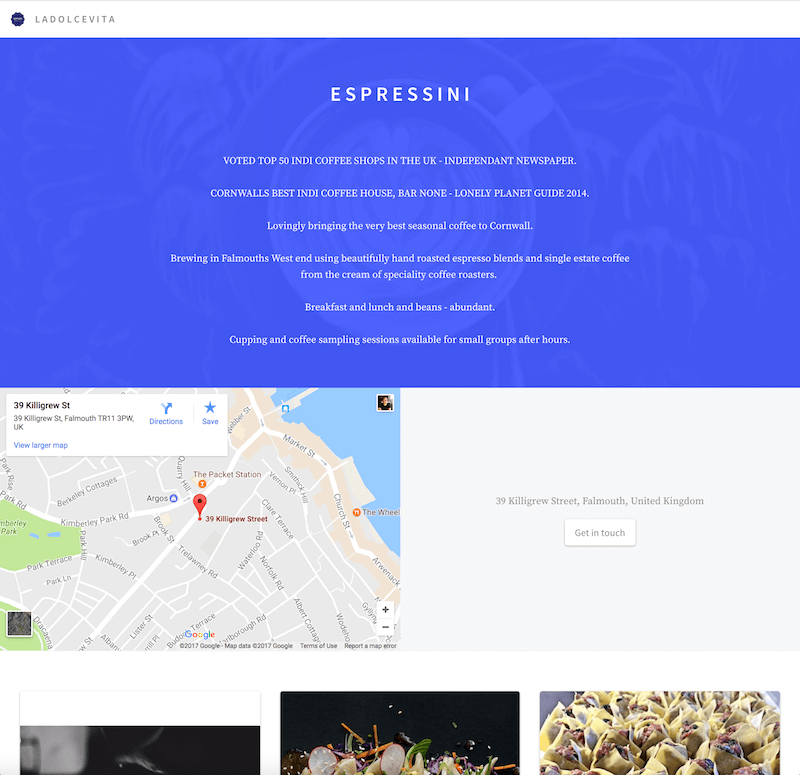 LADOLCEVITA
ESPRESSINI
VOTED TOP 50 INDI COFFEE SHOPS IN THE UK - INDEPENDANT NEWSPAPER.
CORNWALLS BEST INDI COFFEE HOUSE, BAR NONE - LONELY PLANET GUIDE 2014.
Lovingly bringing the very best seasonal coffee to Cornwall.
Brewing in Falmouths West end using beautifully hand roasted espresso blends and single estate coffee
from the cream of speciality coffee roasters.
Breakfast and lunch and beans - abundant.
Cupping and coffee sampling sessions available for small groups after hours.
39 Killigrew St
39 Killigrew St, Falmouth TR11 3PW,
UK
Directions
Save
View larger map
Webber St
Market St
Quarry Hill
The Packet Station
Smithick Hill
Vernon Pl
Church St
Park Rise
Berkeley Cottages
Argos
Kimberley Park Rd
39 Killigrew Street
The Wheel
Kimberley
Park
Park Hill
Brook Pl
Brook St
Clare Terrace
Trelawney Rd
Waterloo Rd
Norfolk Rd
Arwenack
Park Terrace
Kimberley Pl
Park Ln
Albert Cottages
Lister St
Marlborough Rd
Dracaena
Google
©2017 Google - Map data ©2017 Google
Terms of Use
Report a map error
+
−
39 Killigrew Street, Falmouth, United Kingdom
Get in touch